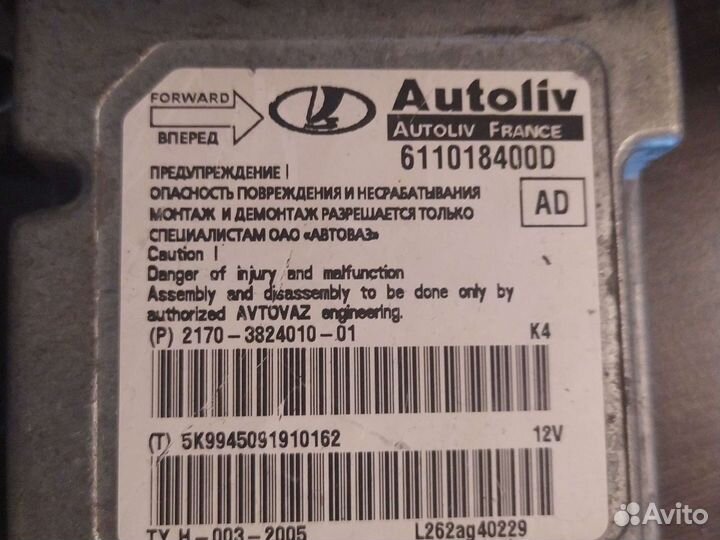 FORWARD
ВПЕРЕД
Autoliv
AUTOLIV FRANCE
611018400D
AD
ПРЕДУПРЕЖДЕНИЕ !
ОПАСНОСТЬ ПОВРЕЖДЕНИЯ И НЕСРАБАТЫВАНИЯ
МОНТАЖ И ДЕМОНТАЖ РАЗРЕШАЕТСЯ ТОЛЬКО
СПЕЦИАЛИСТАМ ОАО «АВТОВАЗ»
Caution !
Danger of injury and malfunction
Assembly and disassembly to be done only by
authorized AVTOVAZ engineering.
(P) 2170-3824010-01 K4
(T) 5K9945091910162 12V
TY H-003-2005 L262ag40229
Avito